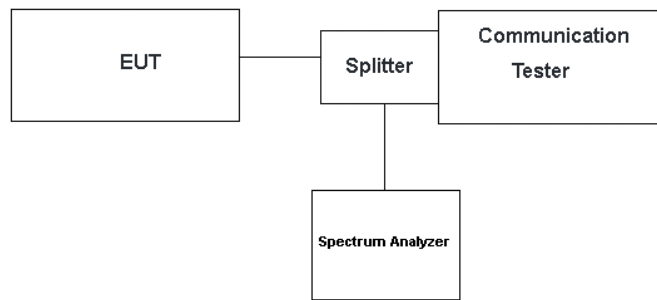 EUT
Splitter
Communication
Tester
Spectrum Analyzer